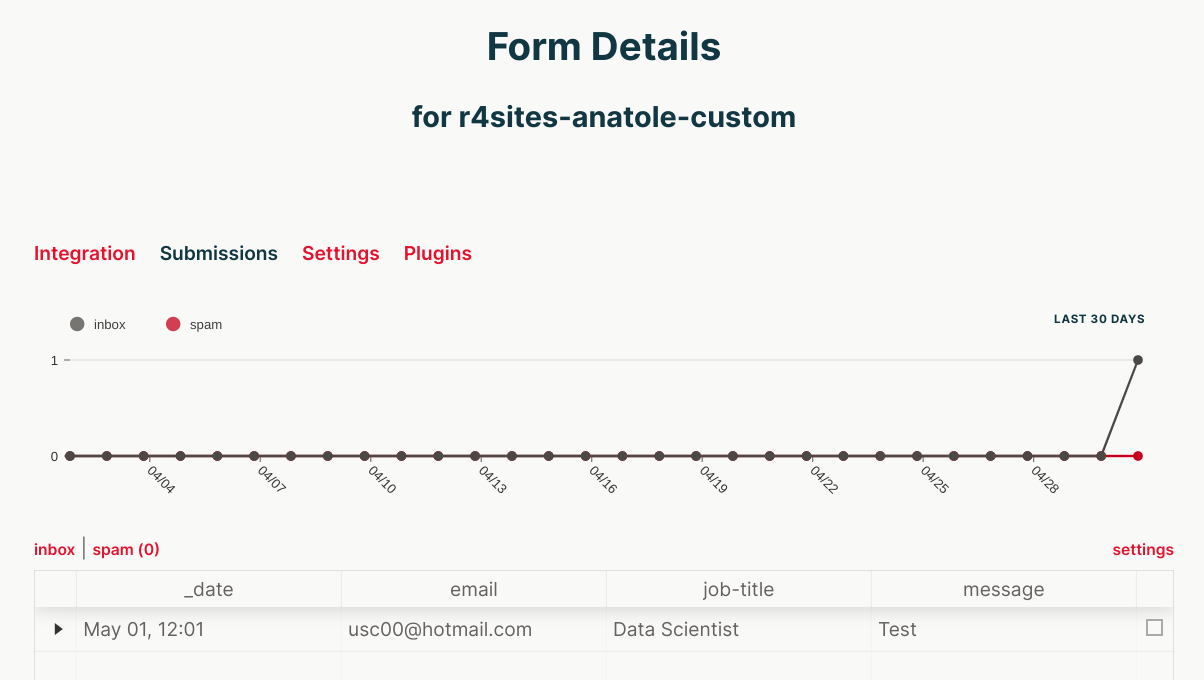 Form Details
for r4sites-anatole-custom
Integration Submissions Settings Plugins
inbox spam LAST 30 DAYS
1
0
04/04 04/07 04/10 04/13 04/16 04/19 04/22 04/25 04/28
inbox | spam (0) settings
_date email job-title message
May 01, 12:01 usc00@hotmail.com Data Scientist Test